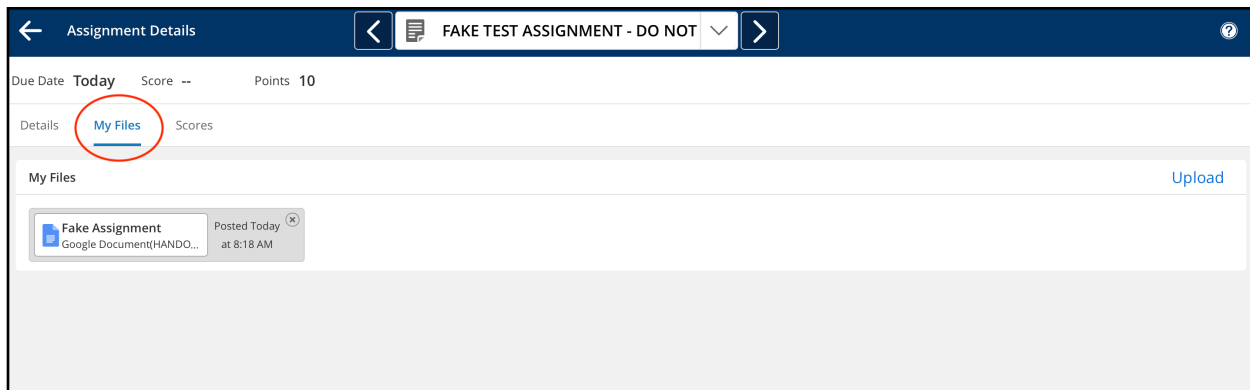 Assignment Details
FAKE TEST ASSIGNMENT - DO NOT
Due Date Today Score -- Points 10
Details My Files Scores
My Files Upload
Fake Assignment
Google Document(HANDO...
Posted Today
at 8:18 AM